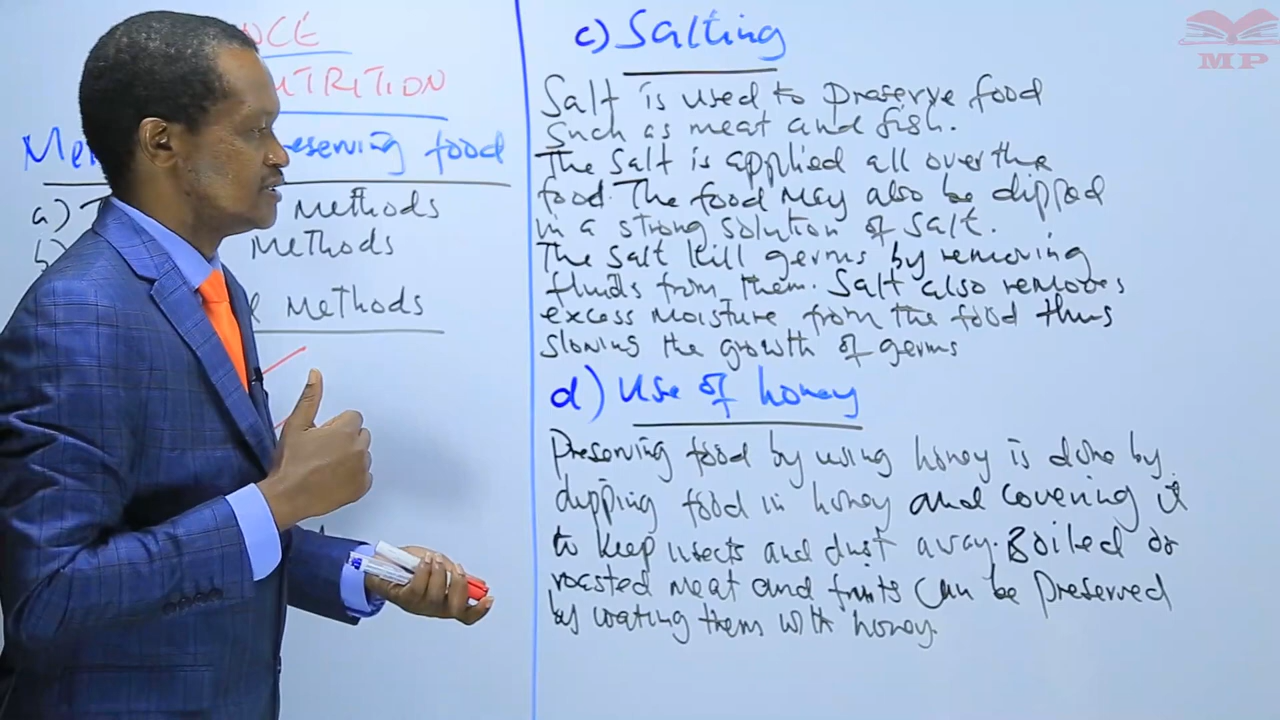 NCE
UTRITION
Me reserving food
a) T Methods
b) Methods
l Methods
c) Salting
Salt is used to preserve food
such as meat and fish.
The salt is applied all over the
food. The food may also be dipped
in a strong solution of salt.
The salt kill germs by removing
fluids from them. Salt also removes
excess moisture from the food thus
slowing the growth of germs
d) Use of honey
Preserving food by using honey is done by
dipping food in honey and covering it
to keep insects and dust away. Boiled or
roasted meat and fruits can be preserved
by coating them with honey.
MP